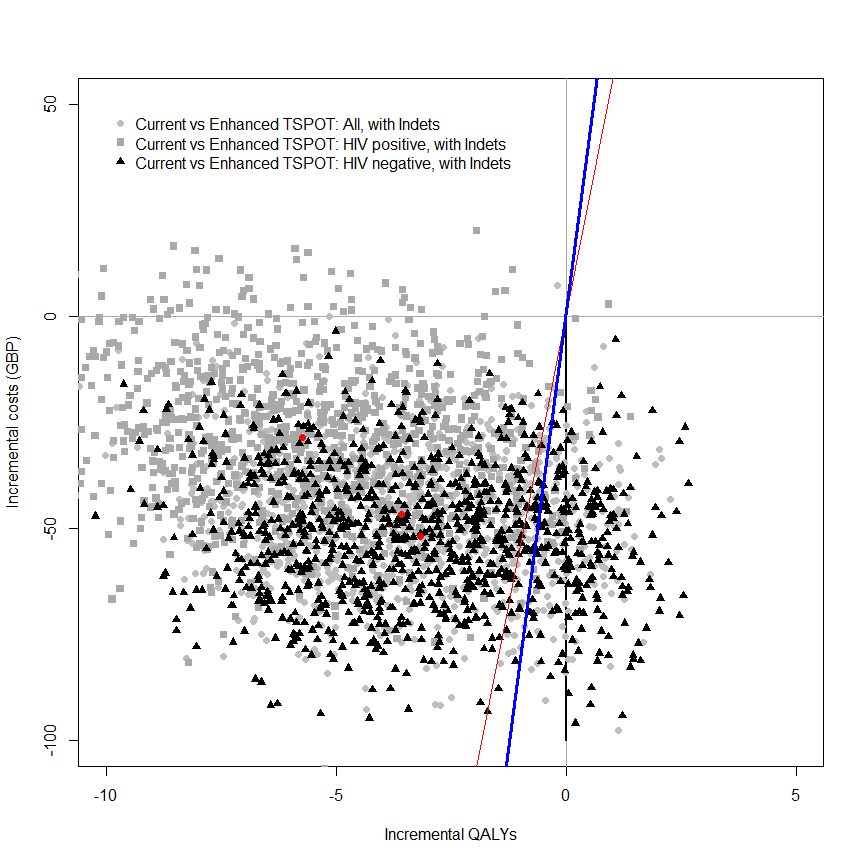 Current vs Enhanced TSPOT: All, with Indets
Current vs Enhanced TSPOT: HIV positive, with Indets
Current vs Enhanced TSPOT: HIV negative, with Indets
50
0
-50
-100
Incremental costs (GBP)
-10 -5 0 5
Incremental QALYs